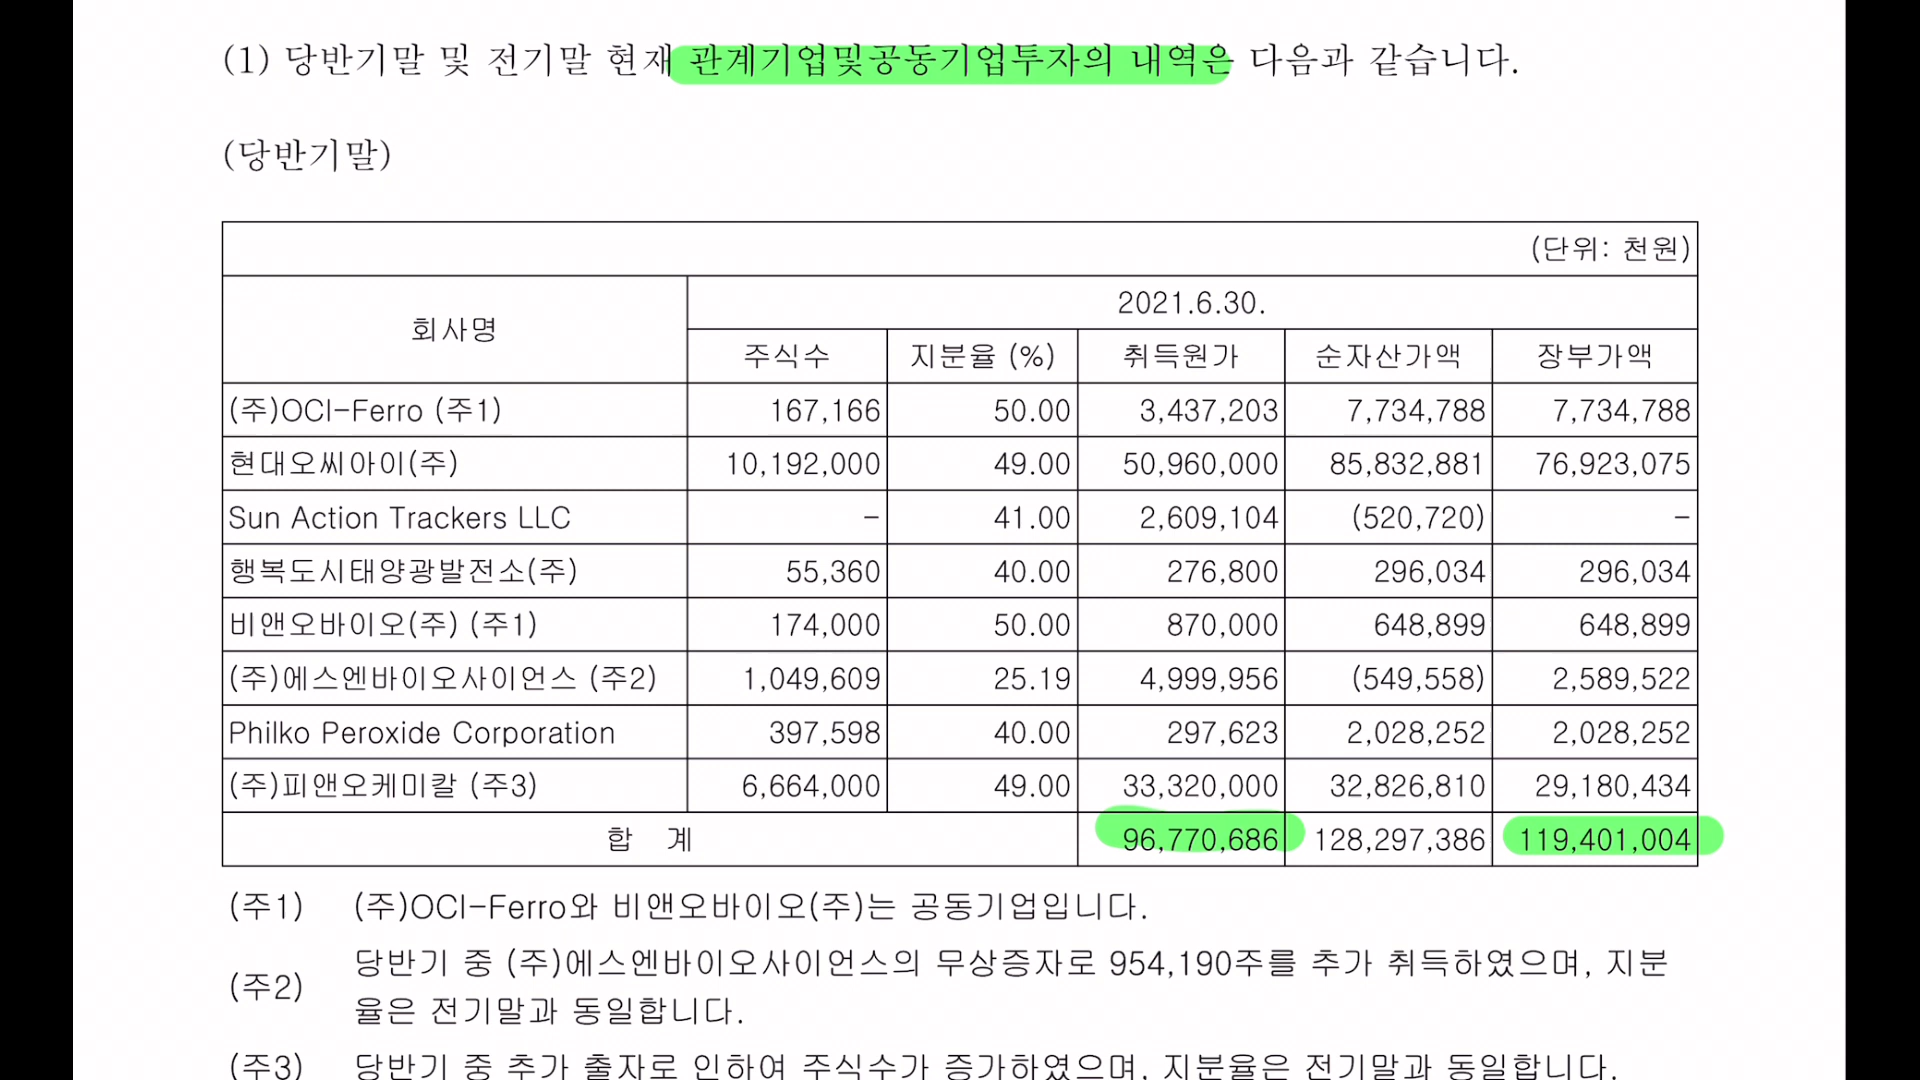 (1) 당반기말 및 전기말 현재 관계기업및공동기업투자의 내역은 다음과 같습니다.
(당반기말)
(단위: 천원)
회사명 2021.6.30.
주식수 지분율 (%) 취득원가 순자산가액 장부가액
(주)OCI-Ferro (주1) 167,166 50.00 3,437,203 7,734,788 7,734,788
현대오씨아이(주) 10,192,000 49.00 50,960,000 85,832,881 76,923,075
Sun Action Trackers LLC - 41.00 2,609,104 (520,720) -
행복도시태양광발전소(주) 55,360 40.00 276,800 296,034 296,034
비앤오바이오(주) (주1) 174,000 50.00 870,000 648,899 648,899
(주)에스엔바이오사이언스 (주2) 1,049,609 25.19 4,999,956 (549,558) 2,589,522
Philko Peroxide Corporation 397,598 40.00 297,623 2,028,252 2,028,252
(주)피앤오케미칼 (주3) 6,664,000 49.00 33,320,000 32,826,810 29,180,434
합 계 96,770,686 128,297,386 119,401,004
(주1) (주)OCI-Ferro와 비앤오바이오(주)는 공동기업입니다.
(주2) 당반기 중 (주)에스엔바이오사이언스의 무상증자로 954,190주를 추가 취득하였으며, 지분
율은 전기말과 동일합니다.
(주3) 당반기 중 추가 출자로 인하여 주식수가 증가하였으며, 지분율은 전기말과 동일합니다.